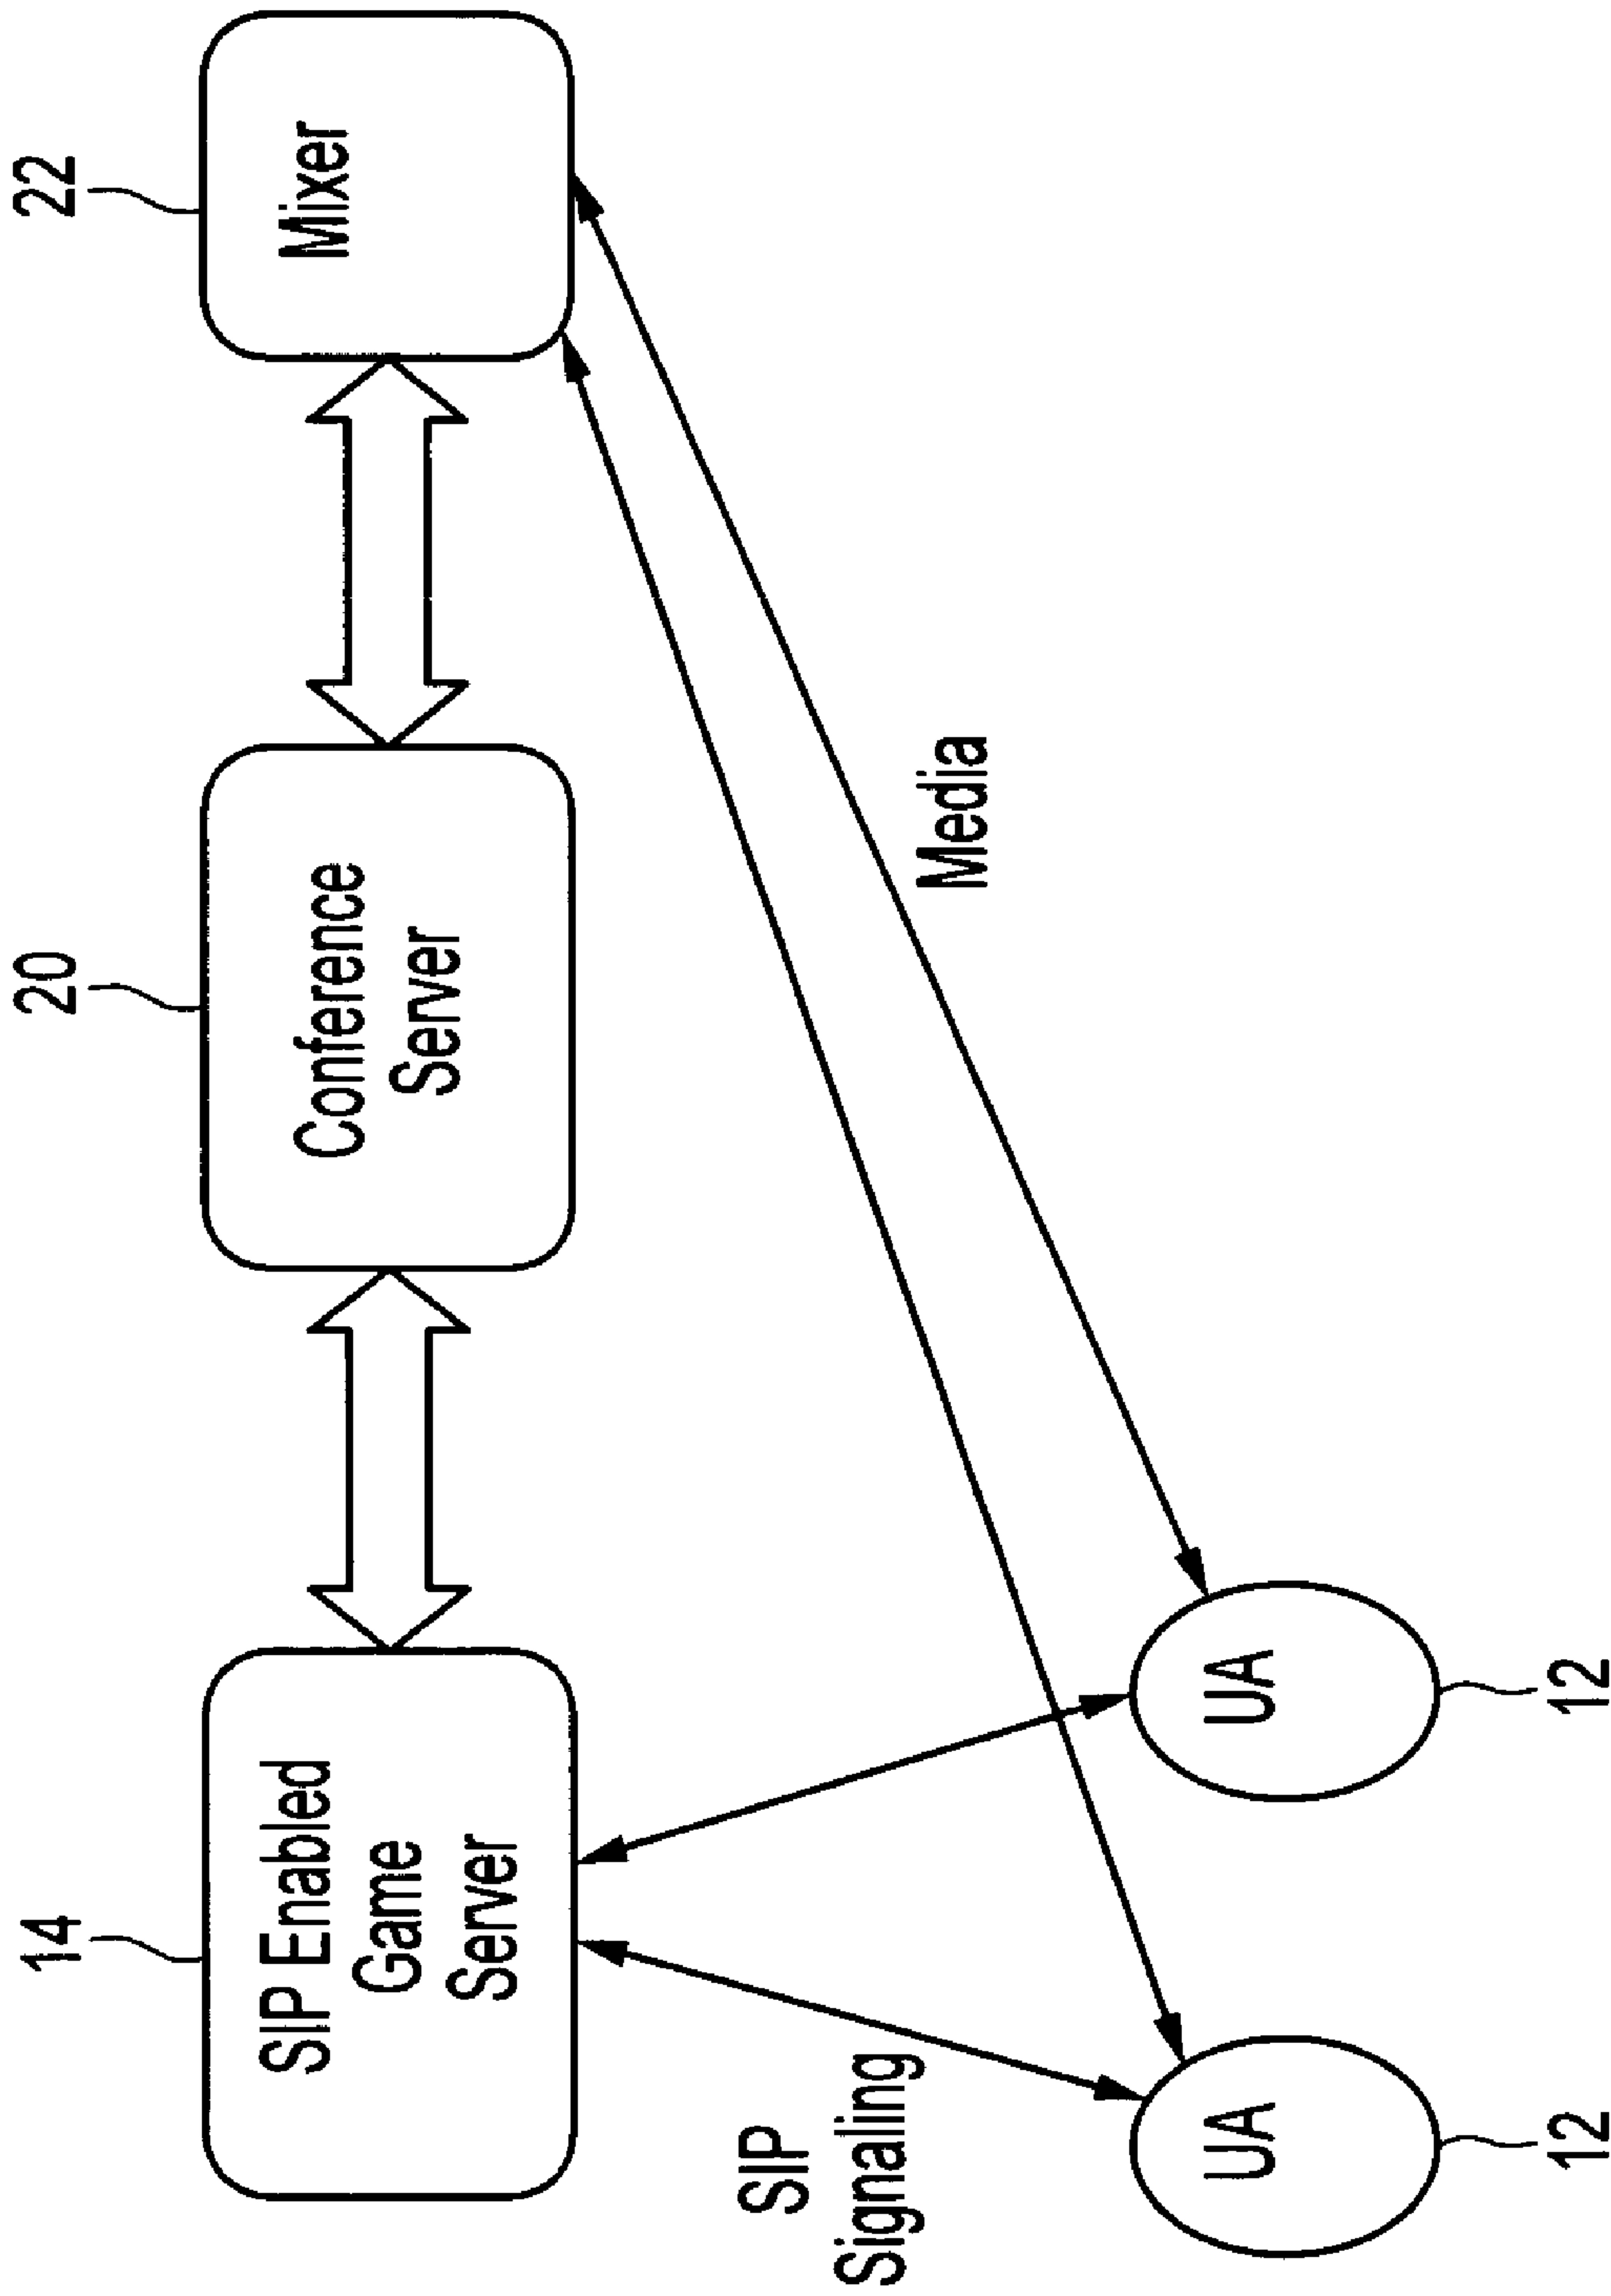 14
20
22
SIP Enabled
Game
Server
Conference
Server
Mixer
SIP
Signaling
Media
UA
UA
12
12